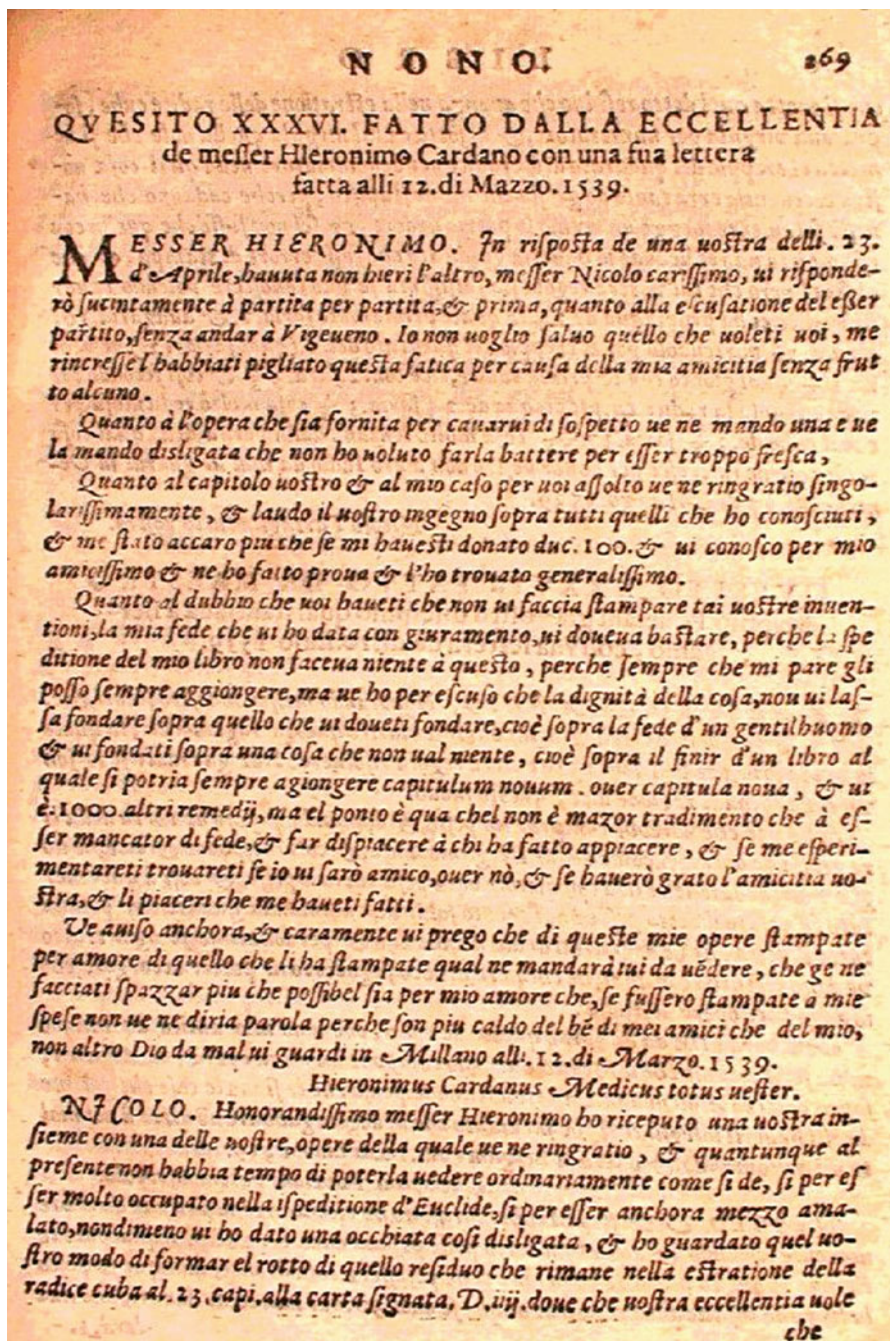 NONO. 269
QVESITO XXXVI. FATTO DALLA ECCELLENTIA
de meſſer Hieronimo Cardano con una ſua lettera
fatta alli 12. di Mazzo. 1539.
MESSER HIERONIMO. In riſpoſta de una uoſtra delli. 23.
d'Aprile, hauuta non hieri l'altro, meſſer Nicolo cariſſimo, ui riſponde-
rò ſucintamente à partita per partita, & prima, quanto alla eſcuſatione del eſſer
partito, ſenza andar à Vigeueno. Io non uoglio ſaluo quello che uoleti uoi, me
rincreſſe l'habbiati pigliato queſta fatica per cauſa della mia amicitia ſenza frut
to alcuno.
Quanto à l'opera che ſia fornita per cauarui di ſoſpetto ue ne mando una e ue
la mando disligata che non ho uoluto farla battere per eſſer troppo freſca,
Quanto al capitolo uoſtro & al mio caſo per uoi aſſolto ue ne ringratio ſingo-
lariſſimamente, & laudo il uoſtro ingegno ſopra tutti quelli che ho conoſciuti,
& me ſtato accaro piu che ſe mi haueſti donato duc. 100. & ui conoſco per mio
amiciſſimo & ne ho fatto proua & l'ho trouato generaliſſimo.
Quanto al dubbio che uoi haueti che non ui faccia ſtampare tai uoſtre inuen-
tioni, la mia fede che ui ho data con giuramento, ui doueua baſtare, perche la ſpe
ditione del mio libro non faceua niente à queſto, perche ſempre che mi pare gli
poſſo ſempre aggiongere, ma ue ho per eſcuſo che la dignità della coſa, nou ui laſ-
ſa fondare ſopra quello che ui doueti fondare, cioè ſopra la fede d'un gentilhuomo
& ui fondati ſopra una coſa che non ual niente, cioè ſopra il finir d'un libro al
quale ſi potria ſempre agiongere capitulum nouum. ouer capitula noua, & ui
è. 1000. altri remedij, ma el ponto è qua chel non è mazor tradimento che à eſ-
ſer mancator di fede, & far diſpiacere à chi ha fatto appiacere, & ſe me eſperi-
mentareti trouareti ſe io ui ſarò amico, ouer nò, & ſe hauerò grato l'amicitia uo-
ſtra, & li piaceri che me haueti fatti.
Ve auiſo anchora, & caramente ui prego che di queſte mie opere ſtampate
per amore di quello che li ha ſtampate qual ne mandarà lui da uēdere, che ge ne
facciati ſpazzar piu che poſſibel ſia per mio amore che, ſe fuſſero ſtampate a mie
ſpeſe non ue ne diria parola perche ſon piu caldo del bē di mei amici che del mio,
non altro Dio da mal ui guardi in Millano alli. 12. di Marzo. 1539.
Hieronimus Cardanus Medicus totus ueſter.
NICOLO. Honorandiſſimo meſſer Hieronimo ho riceputo una uoſtra in-
ſieme con una delle uoſtre, opere della quale ue ne ringratio, & quantunque al
preſente non habbia tempo di poterla uedere ordinariamente come ſi de, ſi per eſ
ſer molto occupato nella iſpeditione d'Euclide, ſi per eſſer anchora mezzo ama-
lato, nondimeno ui ho dato una occhiata coſi disligata, & ho guardato quel uo-
ſtro modo di formar el rotto di quello reſiduo che rimane nella eſtratione della
radice cuba al. 23. capi. alla carta ſignata. D. iiij. doue che uoſtra eccellentia uole
che